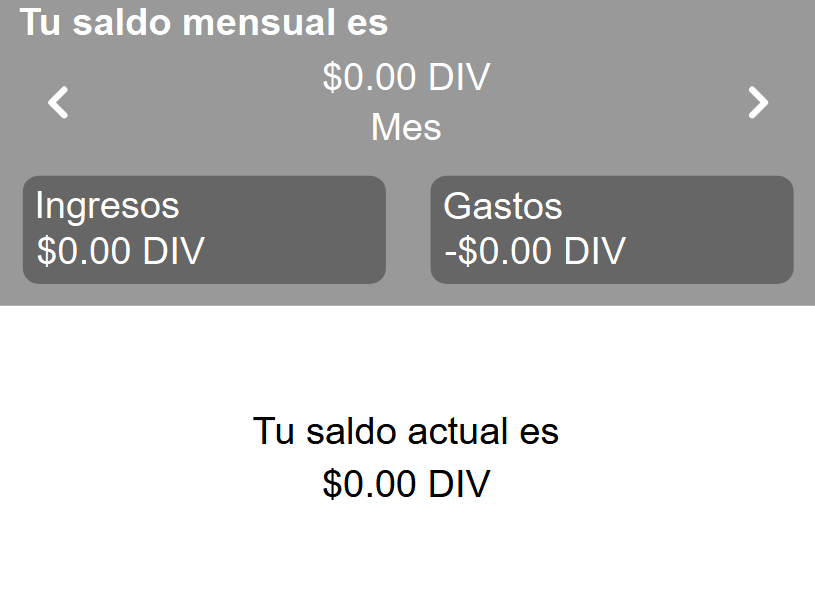 Tu saldo mensual es
$0.00 DIV
Mes
Ingresos
$0.00 DIV
Gastos
-$0.00 DIV
Tu saldo actual es
$0.00 DIV